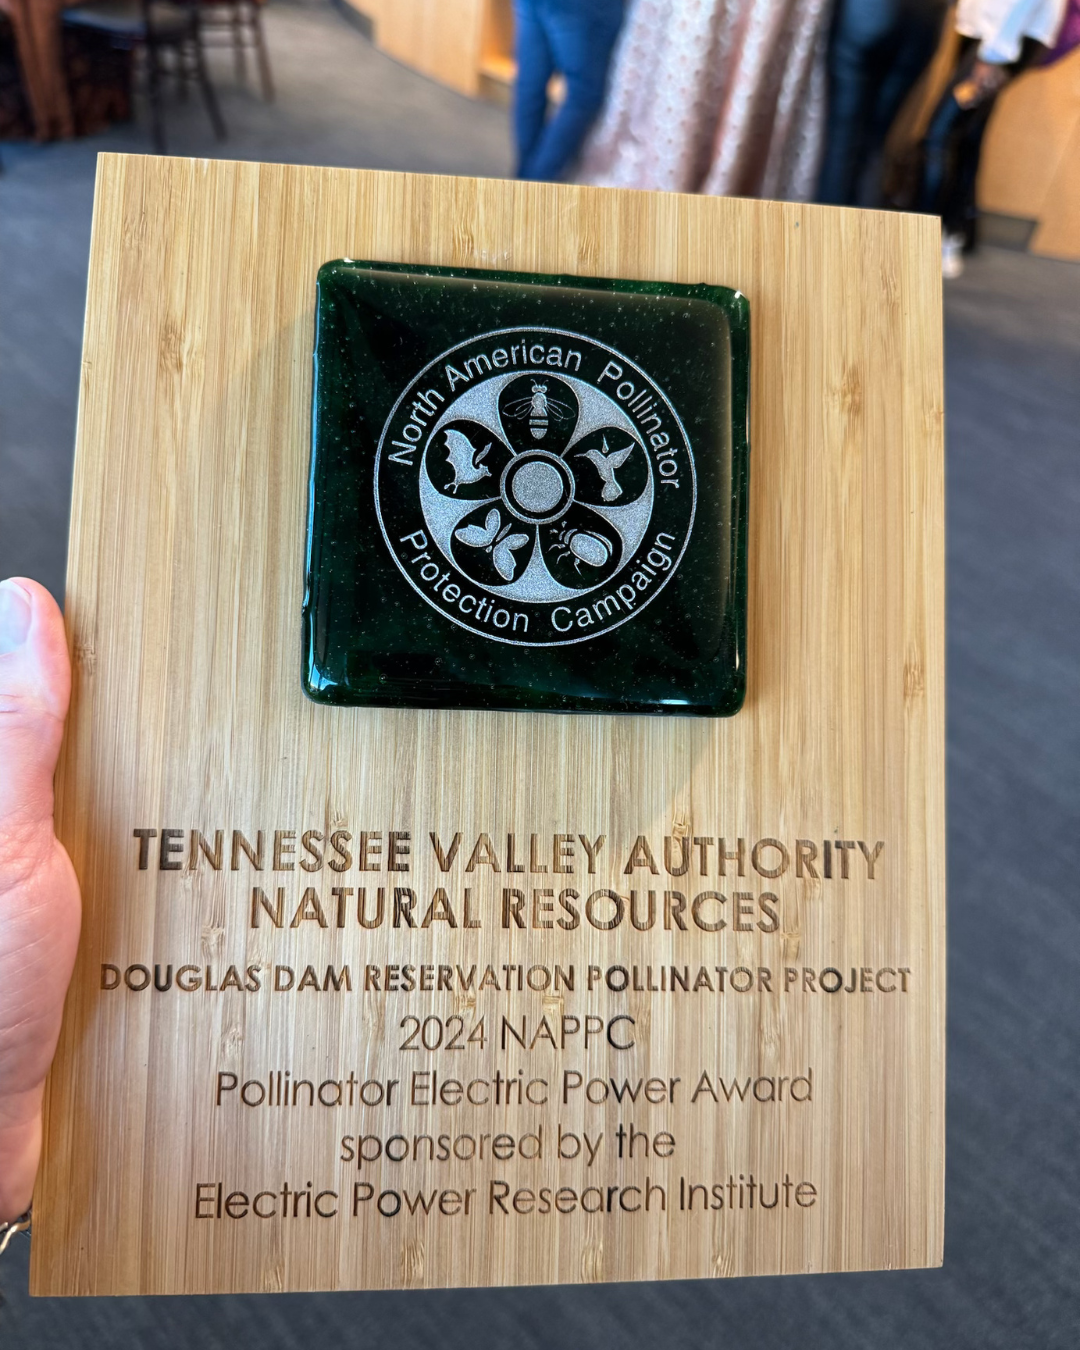 North American Pollinator
Protection Campaign
TENNESSEE VALLEY AUTHORITY
NATURAL RESOURCES
DOUGLAS DAM RESERVATION POLLINATOR PROJECT
2024 NAPPC
Pollinator Electric Power Award
sponsored by the
Electric Power Research Institute